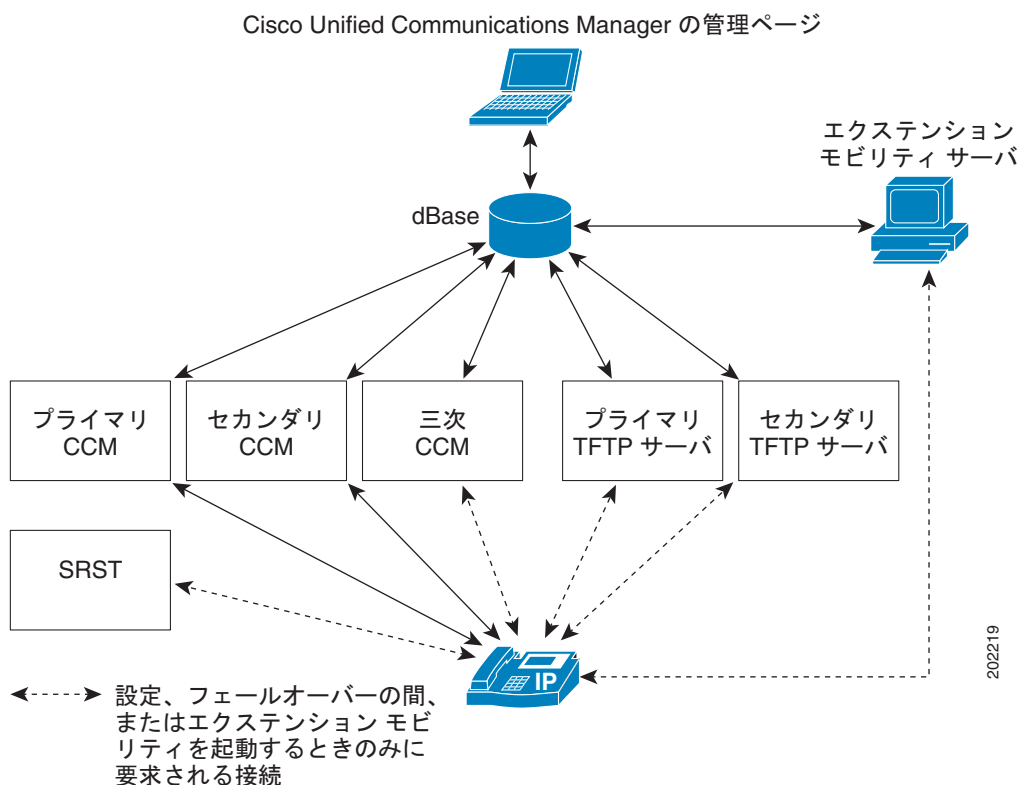 Cisco Unified Communications Manager の管理ページ
エクステンション
モビリティ サーバ
dBase
プライマリ
CCM
セカンダリ
CCM
三次
CCM
プライマリ
TFTP サーバ
セカンダリ
TFTP サーバ
SRST
IP
202219
設定、フェールオーバーの間、
またはエクステンション モビ
リティを起動するときのみに
要求される接続